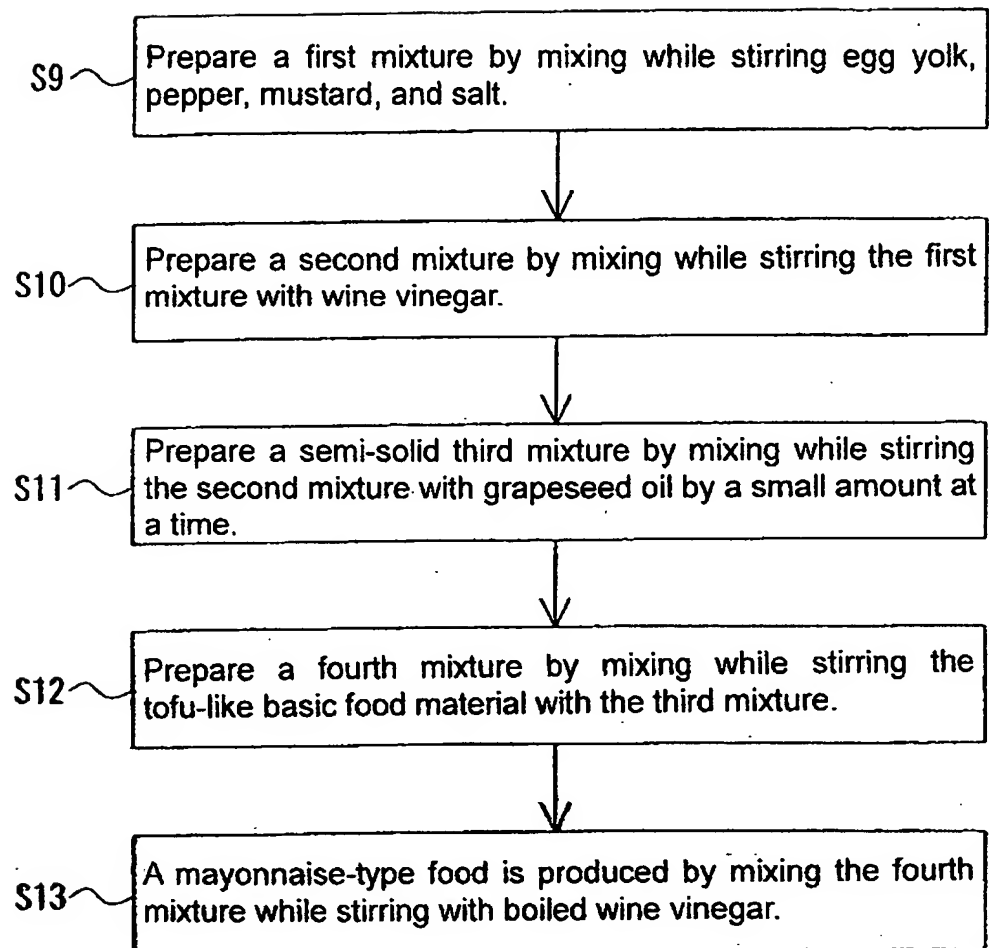 S9
Prepare a first mixture by mixing while stirring egg yolk,
pepper, mustard, and salt.
S10
Prepare a second mixture by mixing while stirring the first
mixture with wine vinegar.
S11
Prepare a semi-solid third mixture by mixing while stirring
the second mixture with grapeseed oil by a small amount at
a time.
S12
Prepare a fourth mixture by mixing while stirring the
tofu-like basic food material with the third mixture.
S13
A mayonnaise-type food is produced by mixing the fourth
mixture while stirring with boiled wine vinegar.